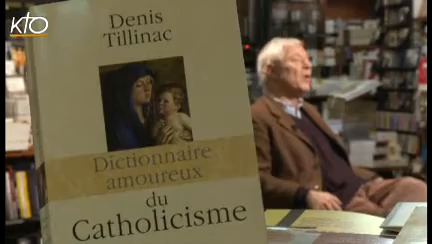 kto
Denis
Tillinac
Dictionnaire
amoureux
du
Catholicisme